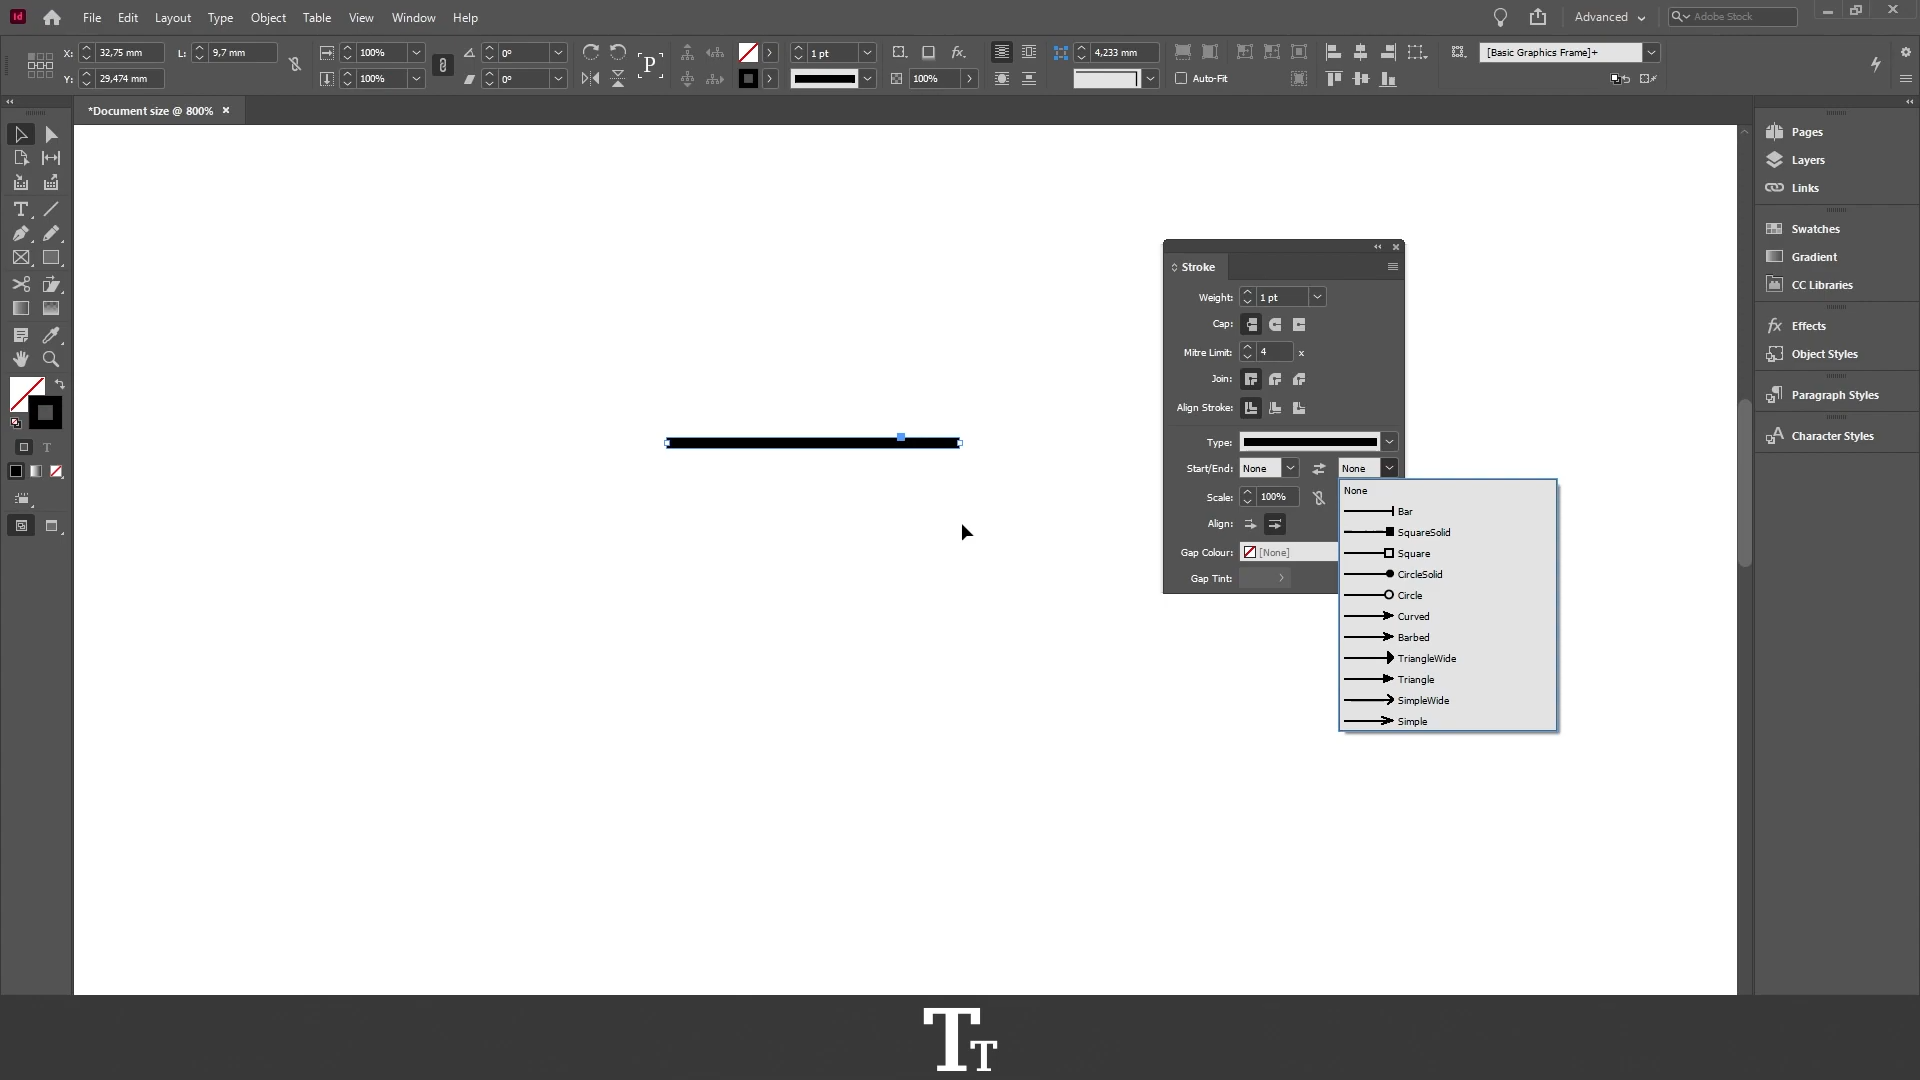 Id File Edit Layout Type Object Table View Window Help Advanced Adobe Stock
X: 32,75 mm L: 9,7 mm 100% 0° P 1 pt fx. 4,233 mm [Basic Graphics Frame]+
Y: 29,474 mm 100% 0° 100% Auto-Fit
*Document size @ 800% ×
Pages
Layers
Links
Swatches
Gradient
CC Libraries
fx Effects
Object Styles
Paragraph Styles
A Character Styles
T
T
Stroke
Weight: 1 pt
Cap:
Mitre Limit: 4 x
Join:
Align Stroke:
Type:
Start/End: None None
Scale: 100%
Align:
Gap Colour: [None]
Gap Tint:
None
Bar
SquareSolid
Square
CircleSolid
Circle
Curved
Barbed
TriangleWide
Triangle
SimpleWide
Simple
TT